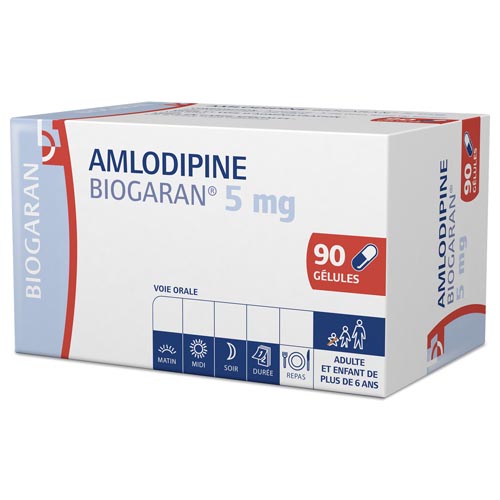 BIOGARAN
AMLODIPINE
BIOGARAN® 5 mg
90
GÉLULES
VOIE ORALE
MATIN
MIDI
SOIR
DURÉE
REPAS
ADULTE
ET ENFANT DE
PLUS DE 6 ANS
90
GÉLULES
AMLODIPINE
BIOGARAN®
5 mg